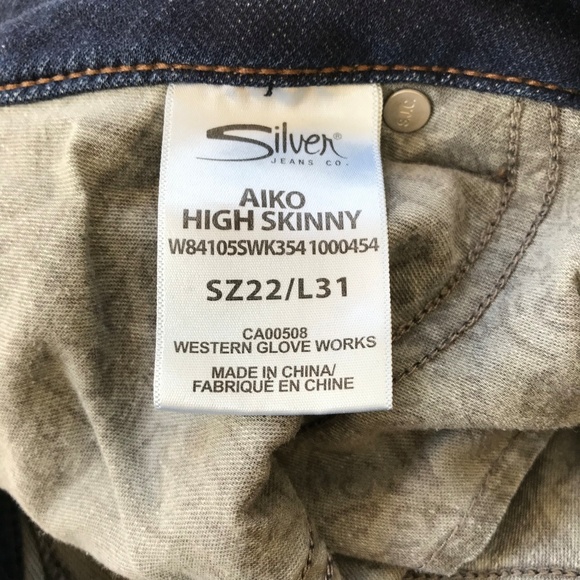 Silver®
JEANS CO.
AIKO
HIGH SKINNY
W84105SWK354 1000454
SZ22/L31
CA00508
WESTERN GLOVE WORKS
MADE IN CHINA/
FABRIQUÉ EN CHINE